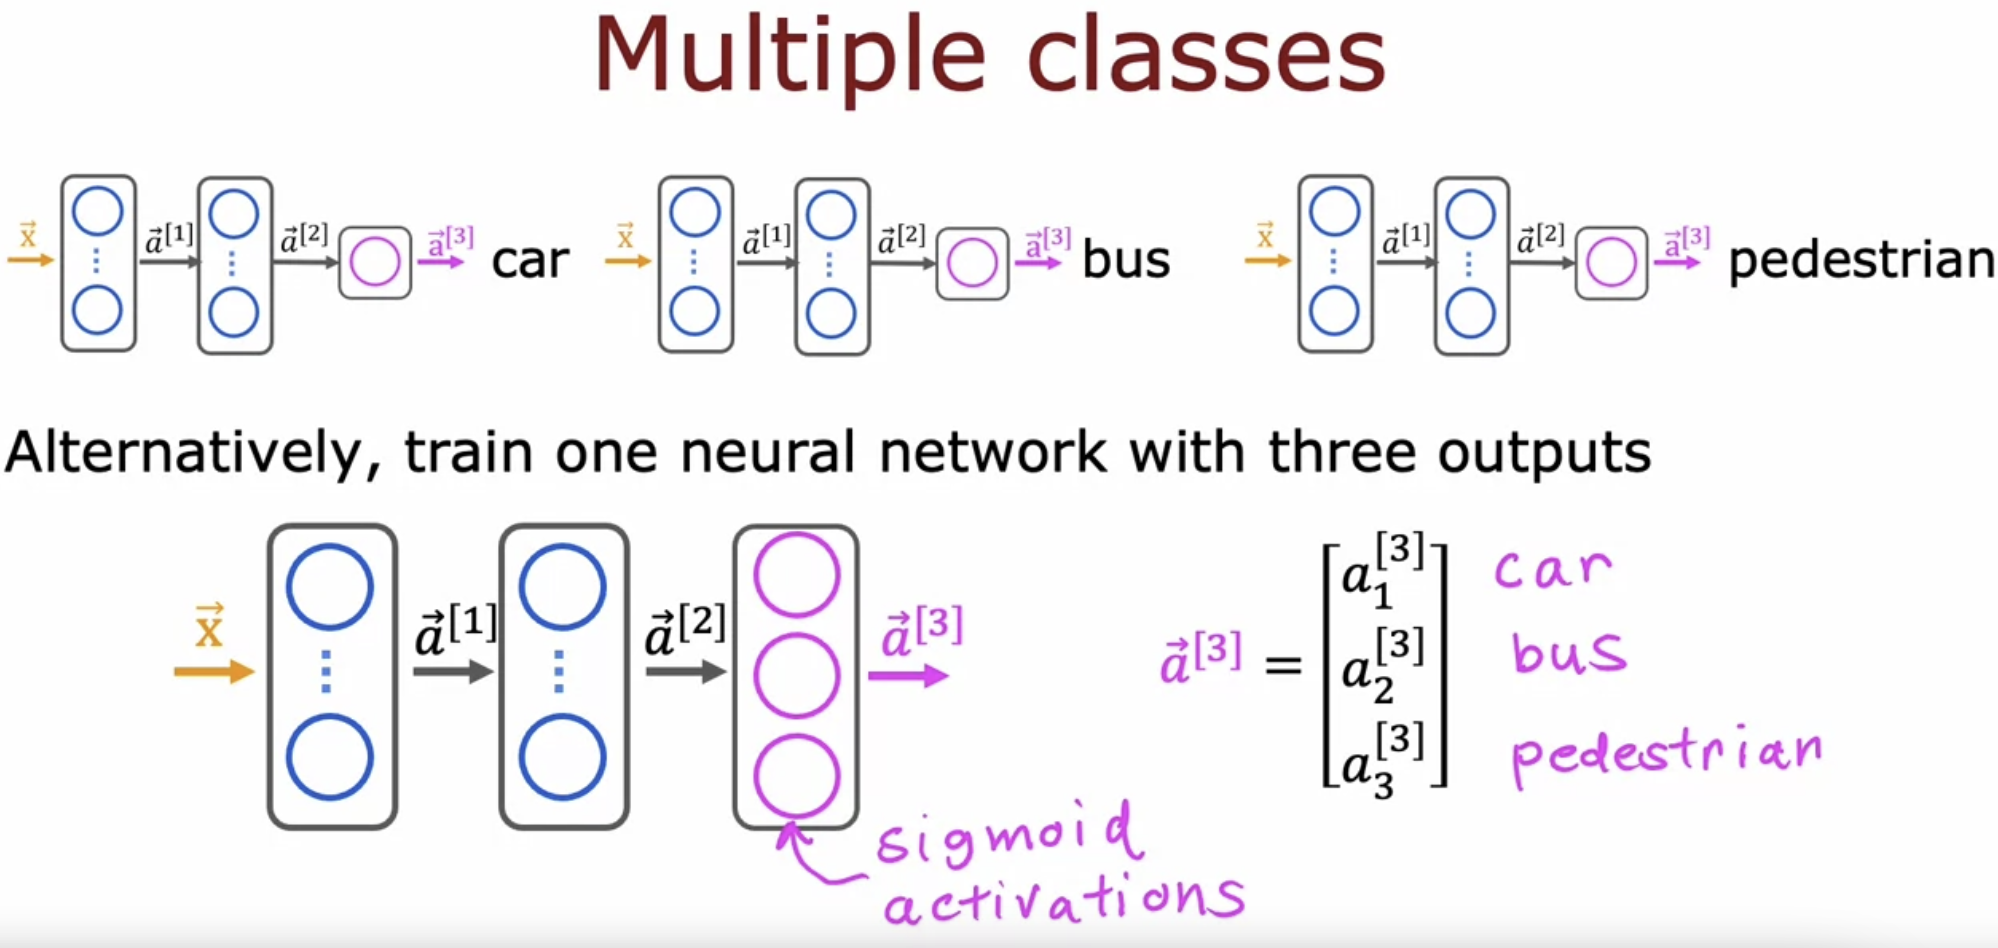 Multiple classes
x⃗ a⃗[1] a⃗[2] a⃗[3] car x⃗ a⃗[1] a⃗[2] a⃗[3] bus x⃗ a⃗[1] a⃗[2] a⃗[3] pedestrian
Alternatively, train one neural network with three outputs
x⃗ a⃗[1] a⃗[2] a⃗[3] a⃗[3] =
a₁[3] car
a₂[3] bus
a₃[3] pedestrian
sigmoid
activations